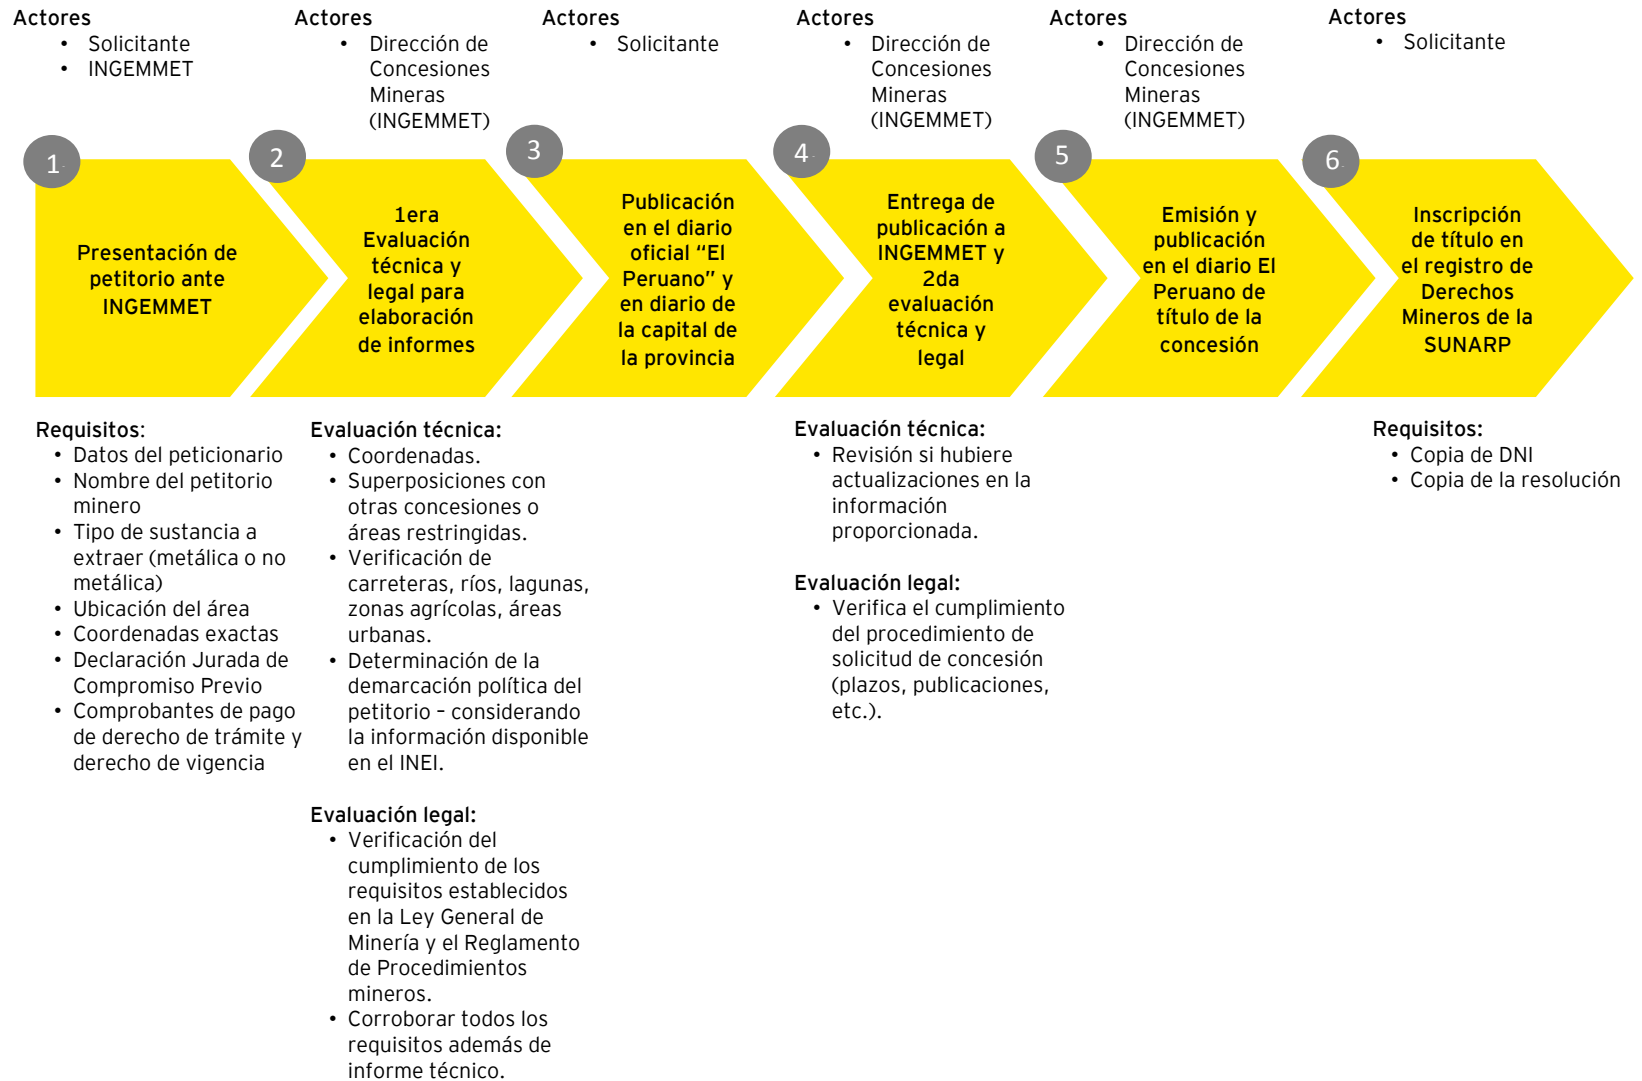 Actores
• Solicitante
• INGEMMET
Actores
• Dirección de
Concesiones
Mineras
(INGEMMET)
Actores
• Solicitante
Actores
• Dirección de
Concesiones
Mineras
(INGEMMET)
Actores
• Dirección de
Concesiones
Mineras
(INGEMMET)
Actores
• Solicitante
1
Presentación de
petitorio ante
INGEMMET
2
1era
Evaluación
técnica y
legal para
elaboración
de informes
3
Publicación
en el diario
oficial “El
Peruano” y
en diario de
la capital de
la provincia
4
Entrega de
publicación a
INGEMMET y
2da
evaluación
técnica y
legal
5
Emisión y
publicación
en el diario El
Peruano de
título de la
concesión
6
Inscripción
de título en
el registro de
Derechos
Mineros de la
SUNARP
Requisitos:
• Datos del peticionario
• Nombre del petitorio
minero
• Tipo de sustancia a
extraer (metálica o no
metálica)
• Ubicación del área
• Coordenadas exactas
• Declaración Jurada de
Compromiso Previo
• Comprobantes de pago
de derecho de trámite y
derecho de vigencia
Evaluación técnica:
• Coordenadas.
• Superposiciones con
otras concesiones o
áreas restringidas.
• Verificación de
carreteras, ríos, lagunas,
zonas agrícolas, áreas
urbanas.
• Determinación de la
demarcación política del
petitorio – considerando
la información disponible
en el INEI.
Evaluación legal:
• Verificación del
cumplimiento de los
requisitos establecidos
en la Ley General de
Minería y el Reglamento
de Procedimientos
mineros.
• Corroborar todos los
requisitos además de
informe técnico.
Evaluación técnica:
• Revisión si hubiere
actualizaciones en la
información
proporcionada.
Evaluación legal:
• Verifica el cumplimiento
del procedimiento de
solicitud de concesión
(plazos, publicaciones,
etc.).
Requisitos:
• Copia de DNI
• Copia de la resolución